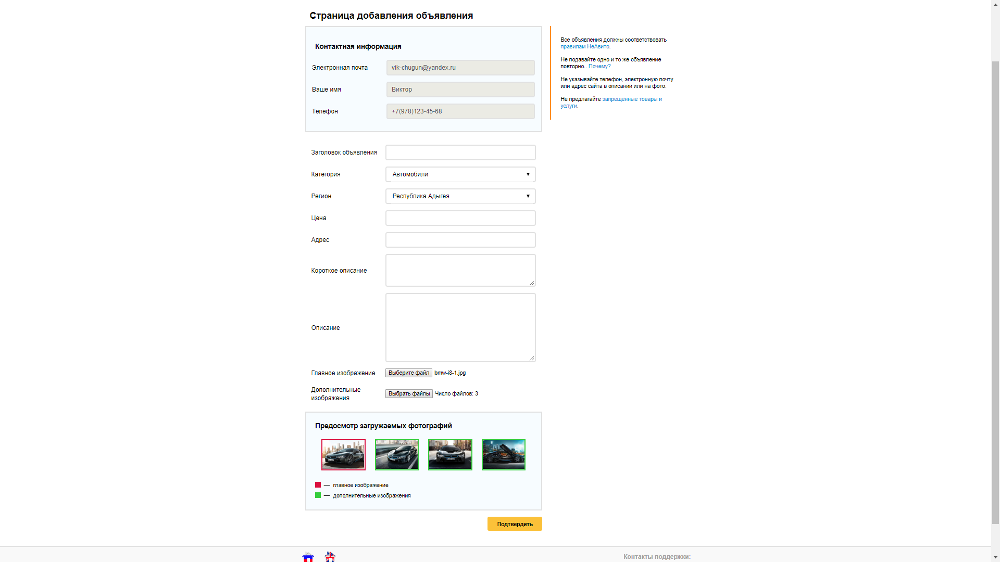 Страница добавления объявления
Контактная информация
Электронная почта
vik-chugun@yandex.ru
Ваше имя
Виктор
Телефон
+7(978)123-45-68
Все объявления должны соответствовать
правилам НеАвито.
Не подавайте одно и то же объявление
повторно.. Почему?
Не указывайте телефон, электронную почту
или адрес сайта в описании или на фото.
Не предлагайте запрещённые товары и
услуги.
Заголовок объявления
Категория
Автомобили
Регион
Республика Адыгея
Цена
Адрес
Короткое описание
Описание
Главное изображение
Выберите файл bmw-i8-1.jpg
Дополнительные
изображения
Выбрать файлы Число файлов: 3
Предосмотр загружаемых фотографий
— главное изображение
— дополнительные изображения
Подтвердить
Контакты поддержки: